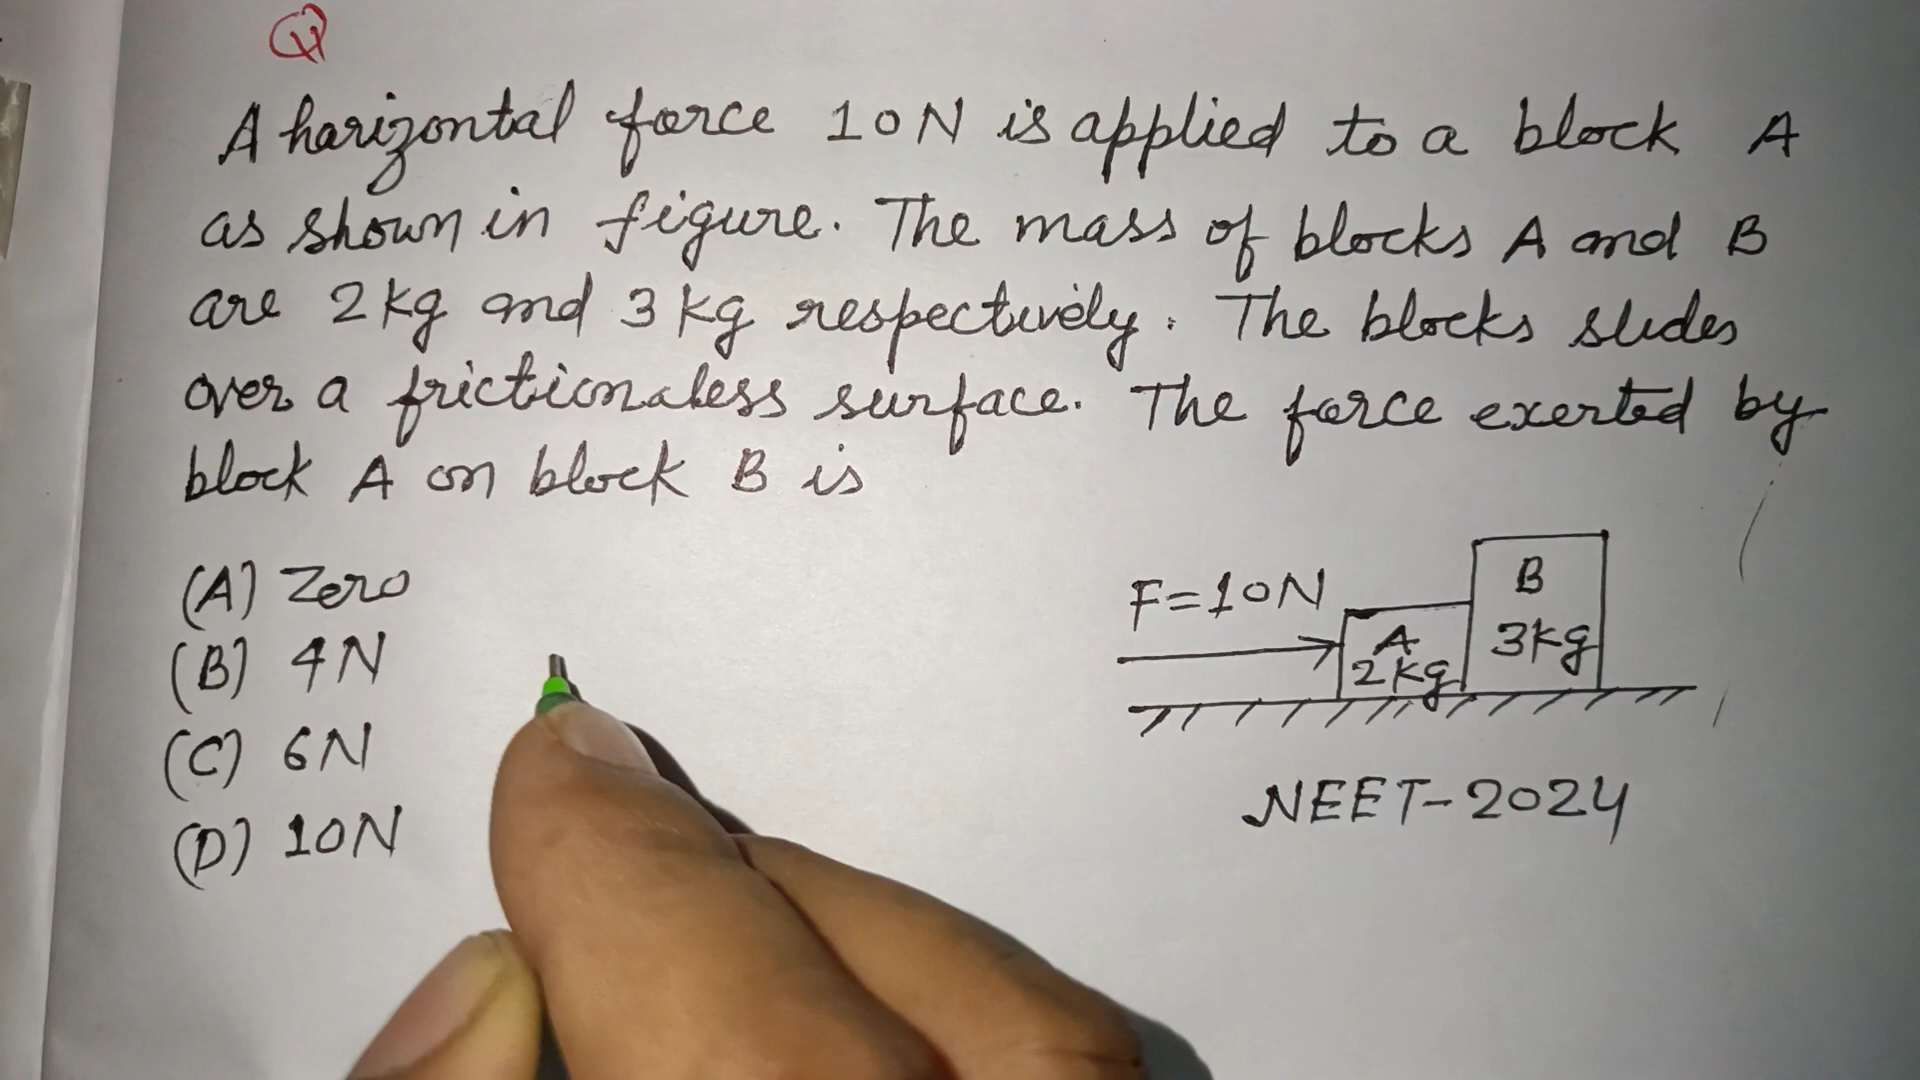 Q
A harizontal force 10N is applied to a block A
as shown in figure. The mass of blocks A and B
are 2kg and 3kg respectively. The blocks slides
over a frictionaless surface. The force exerted by
block A on block B is
(A) Zero
(B) 4N
(C) 6N
(D) 10N
F=10N
A
2kg
B
3kg
NEET-2024